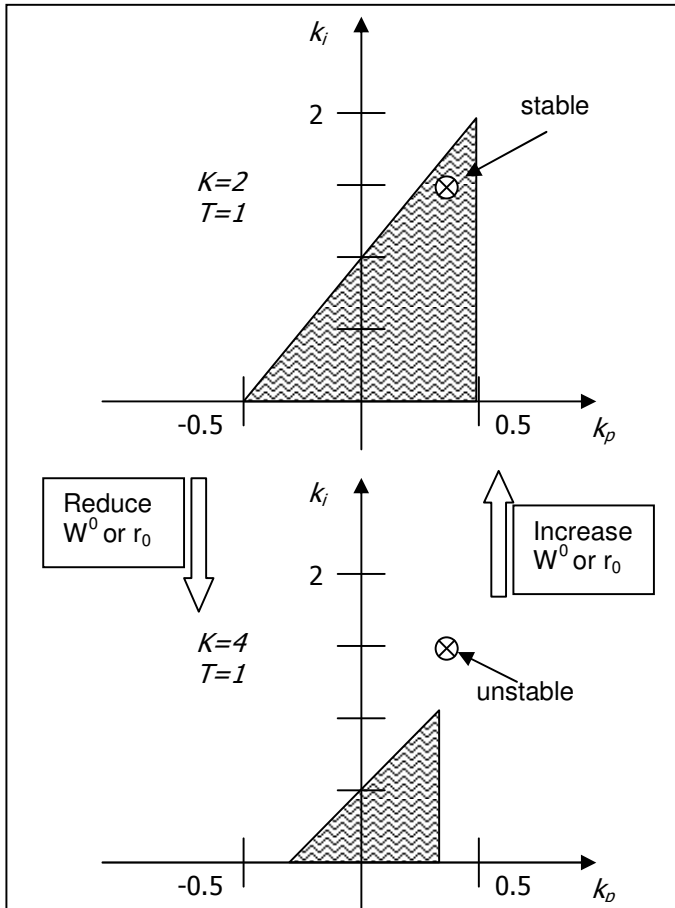 k_i
stable
2
K=2
T=1
-0.5
0.5
k_p
Reduce
W^0 or r_0
k_i
Increase
W^0 or r_0
2
K=4
T=1
unstable
-0.5
0.5
k_p